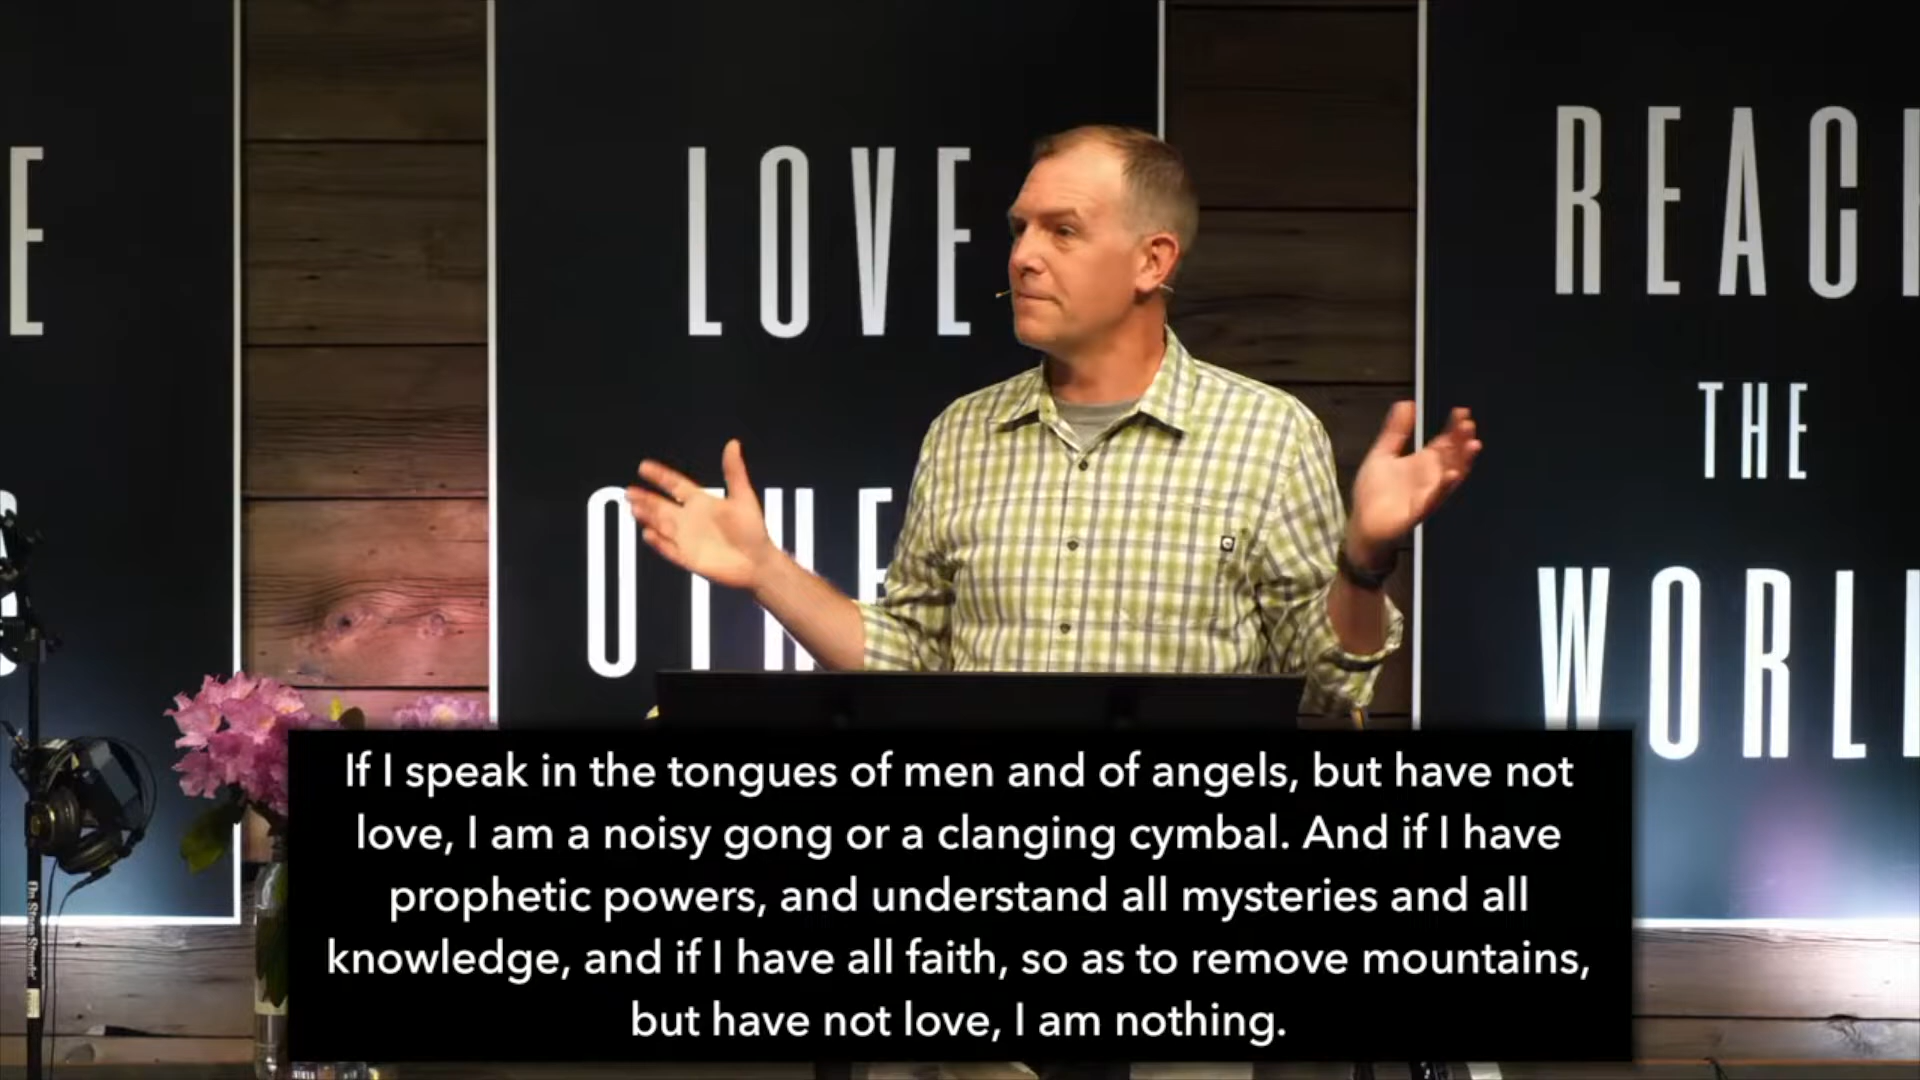 LOVE
REAC
THE
WORL
If I speak in the tongues of men and of angels, but have not
love, I am a noisy gong or a clanging cymbal. And if I have
prophetic powers, and understand all mysteries and all
knowledge, and if I have all faith, so as to remove mountains,
but have not love, I am nothing.